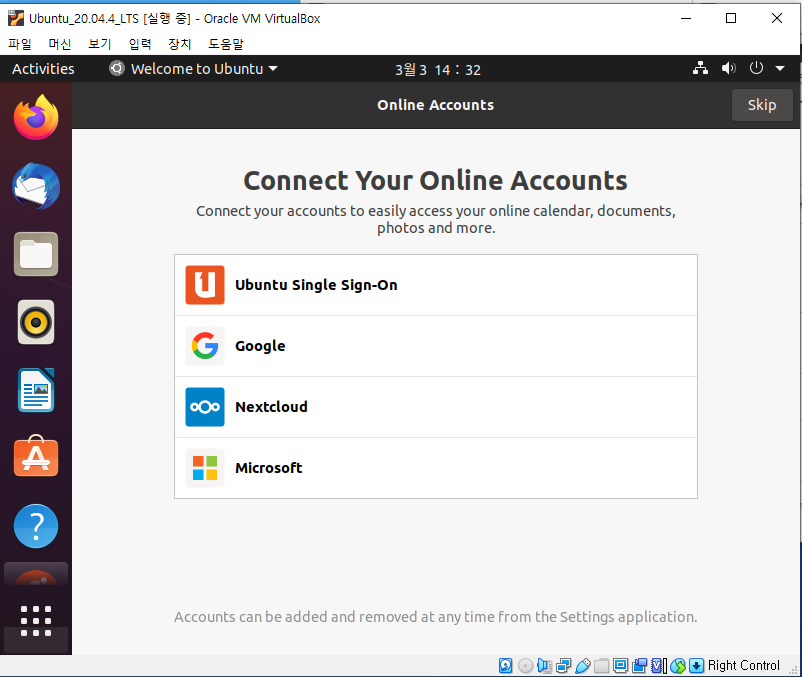 Ubuntu_20.04.4_LTS [실행 중] - Oracle VM VirtualBox
파일 머신 보기 입력 장치 도움말
Activities Welcome to Ubuntu 3월 3 14 : 32
Online Accounts Skip
Connect Your Online Accounts
Connect your accounts to easily access your online calendar, documents,
photos and more.
Ubuntu Single Sign-On
Google
Nextcloud
Microsoft
Accounts can be added and removed at any time from the Settings application.
Right Control